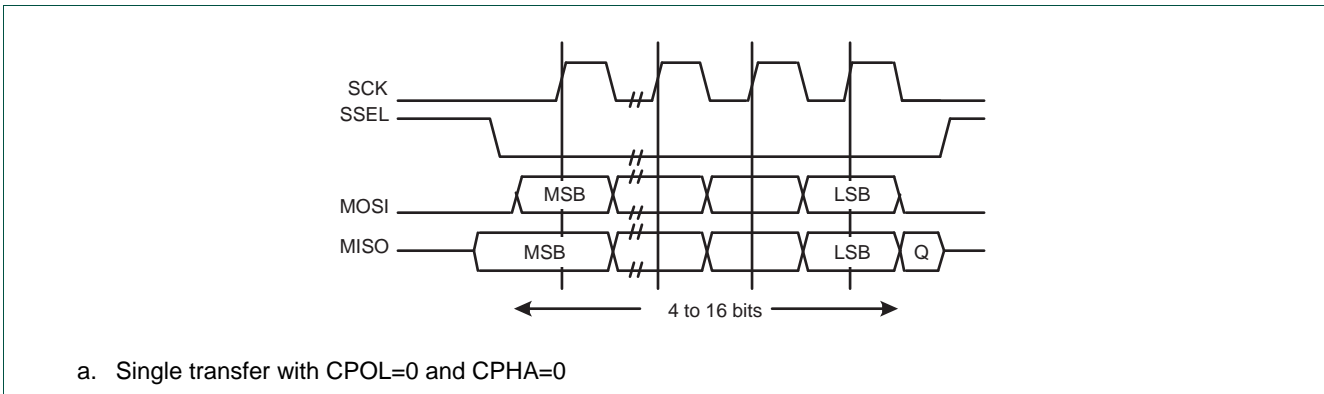 SCK
SSEL
MOSI
MSB
LSB
MISO
MSB
LSB
Q
4 to 16 bits
a. Single transfer with CPOL=0 and CPHA=0